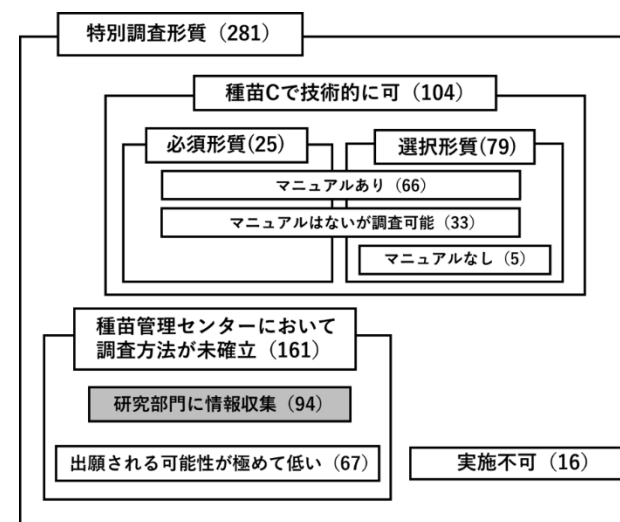 特別調査形質（281）
種苗Cで技術的に可（104）
必須形質(25)
選択形質(79)
マニュアルあり（66）
マニュアルはないが調査可能（33）
マニュアルなし（5）
種苗管理センターにおいて
調査方法が未確立（161）
研究部門に情報収集（94）
出願される可能性が極めて低い（67）
実施不可（16）